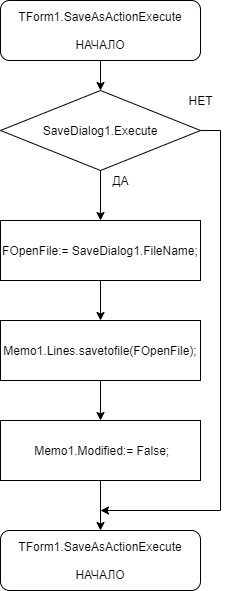 TForm1.SaveAsActionExecute
НАЧАЛО
НЕТ
SaveDialog1.Execute
ДА
FOpenFile:= SaveDialog1.FileName;
Memo1.Lines.savetofile(FOpenFile);
Memo1.Modified:= False;
TForm1.SaveAsActionExecute
НАЧАЛО